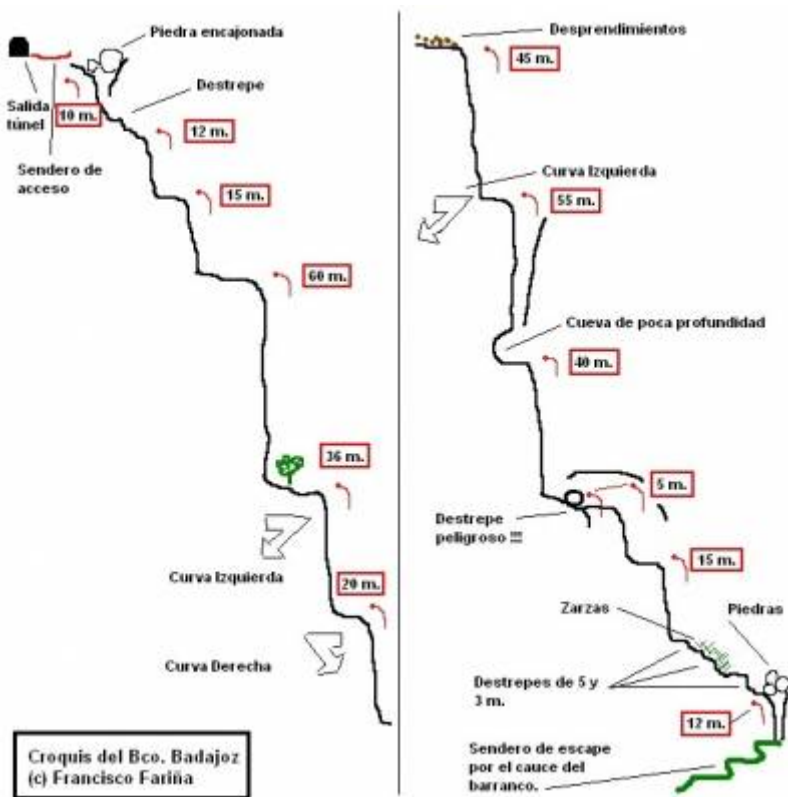 Piedra encajonada
Destrepe
Salida
túnel
10 m.
12 m.
Sendero de
acceso
15 m.
60 m.
36 m.
Curva Izquierda
20 m.
Curva Derecha
Croquis del Bco. Badajoz
(c) Francisco Fariña
Desprendimientos
45 m.
Curva Izquierda
55 m.
Cueva de poca profundidad
40 m.
5 m.
Destrepe
peligroso !!!
15 m.
Zarzas
Piedras
Destrepes de 5 y
3 m.
12 m.
Sendero de escape
por el cauce del
barranco.